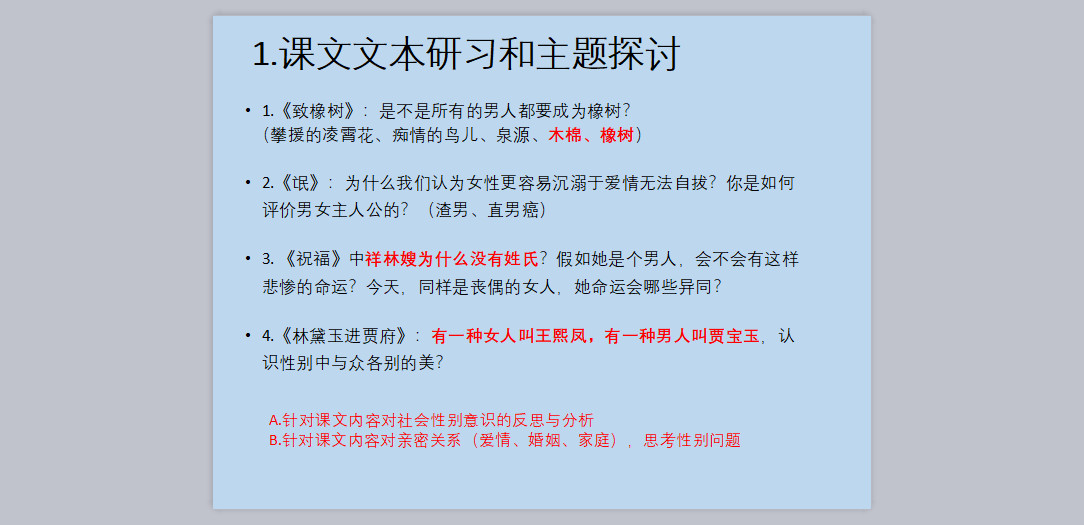 1.课文文本研习和主题探讨
• 1.《致橡树》：是不是所有的男人都要成为橡树？
（攀援的凌霄花、痴情的鸟儿、泉源、木棉、橡树）
• 2.《氓》：为什么我们认为女性更容易沉溺于爱情无法自拔？你是如何
评价男女主人公的？（渣男、直男癌）
• 3.《祝福》中祥林嫂为什么没有姓氏？假如她是个男人，会不会有这样
悲惨的命运？今天，同样是丧偶的女人，她命运会哪些异同？
• 4.《林黛玉进贾府》：有一种女人叫王熙凤，有一种男人叫贾宝玉，认
识性别中与众各别的美？
A.针对课文内容对社会性别意识的反思与分析
B.针对课文内容对亲密关系（爱情、婚姻、家庭），思考性别问题